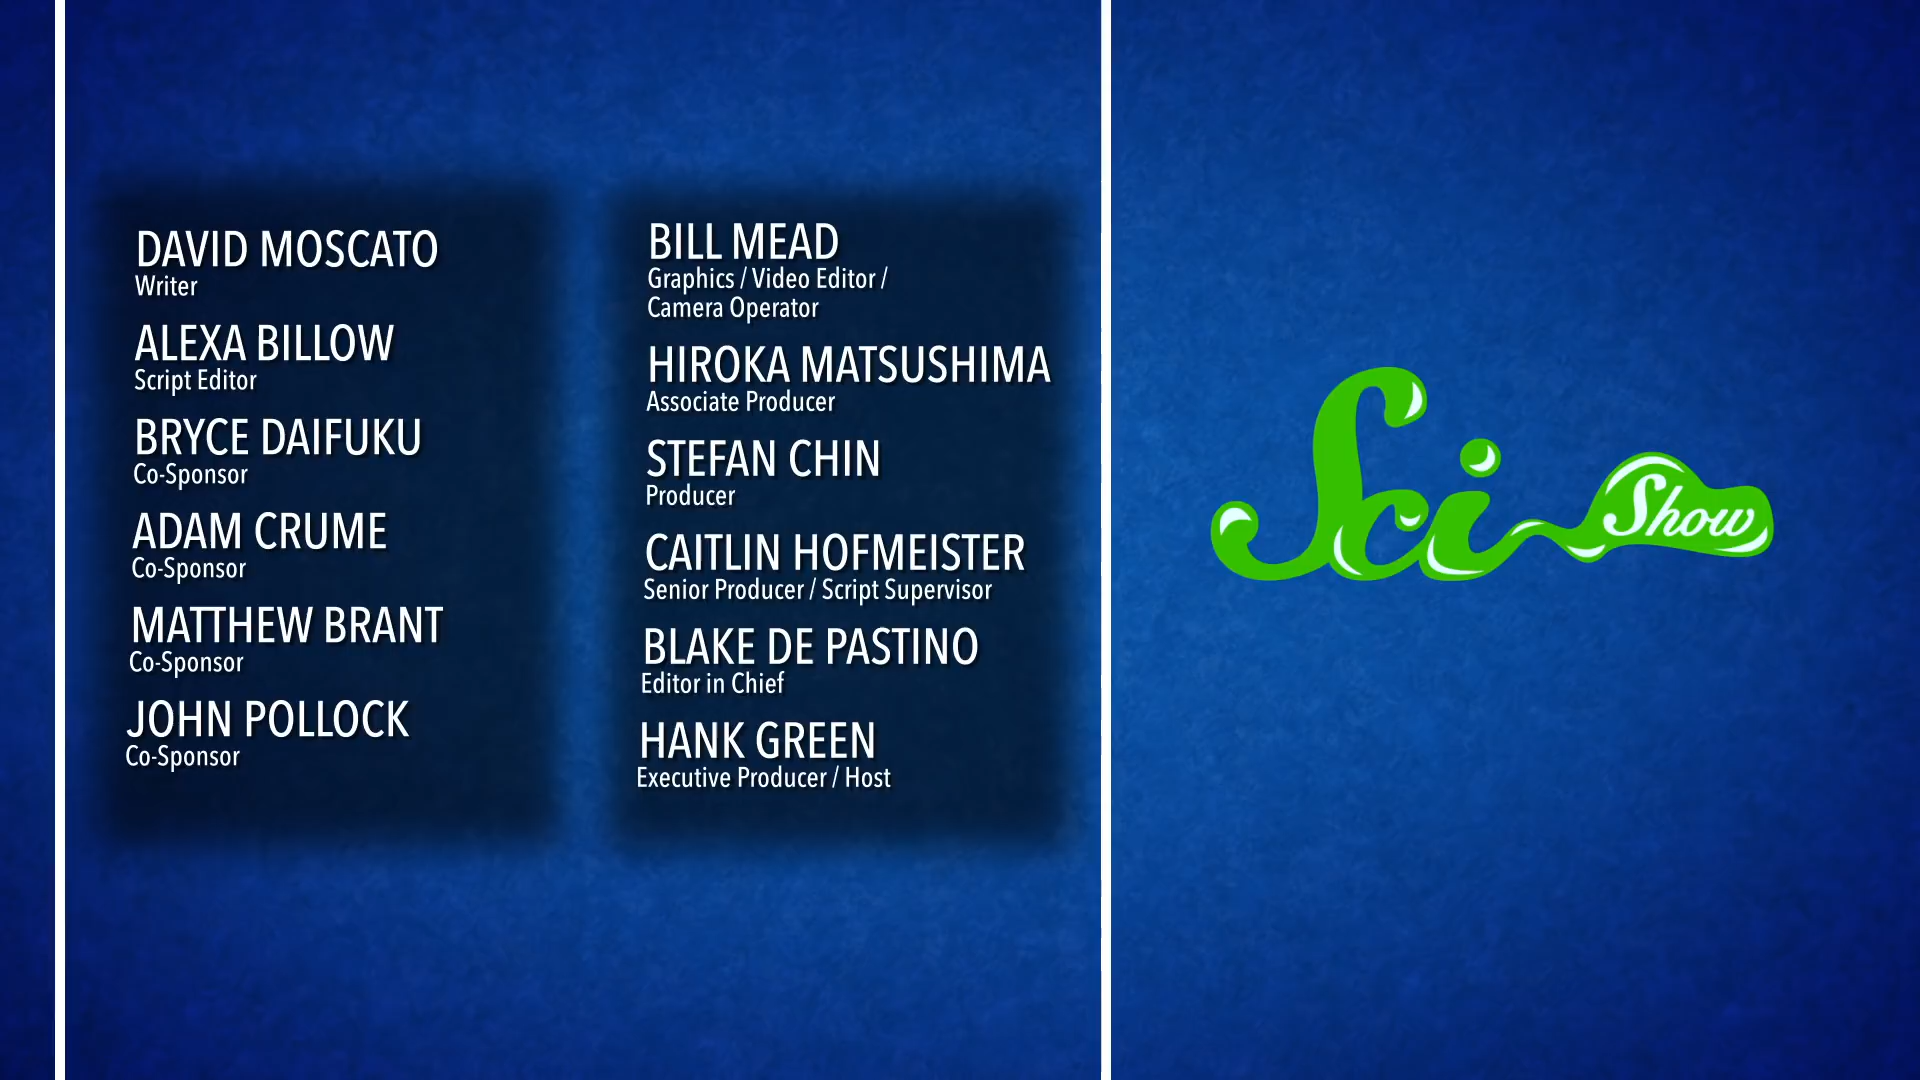 DAVID MOSCATO
Writer
ALEXA BILLOW
Script Editor
BRYCE DAIFUKU
Co-Sponsor
ADAM CRUME
Co-Sponsor
MATTHEW BRANT
Co-Sponsor
JOHN POLLOCK
Co-Sponsor
BILL MEAD
Graphics / Video Editor /
Camera Operator
HIROKA MATSUSHIMA
Associate Producer
STEFAN CHIN
Producer
CAITLIN HOFMEISTER
Senior Producer / Script Supervisor
BLAKE DE PASTINO
Editor in Chief
HANK GREEN
Executive Producer / Host
Sci Show